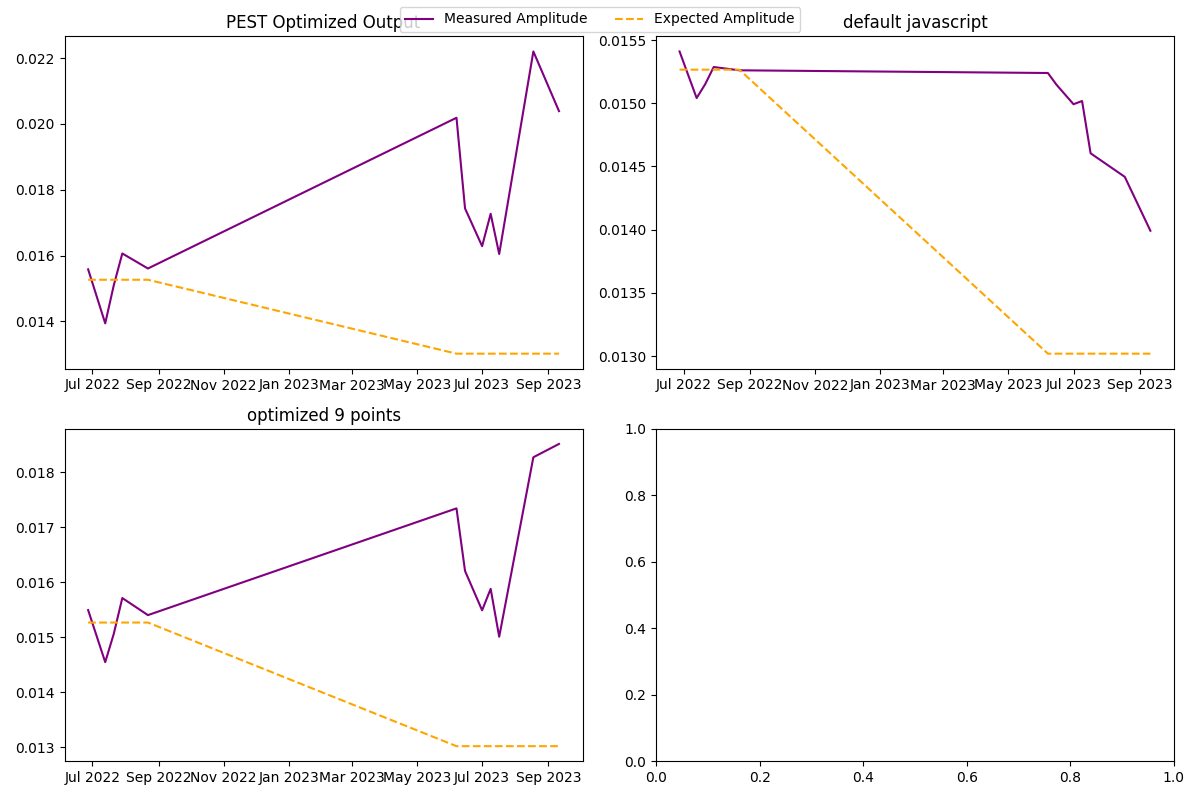 Measured Amplitude Expected Amplitude
PEST Optimized Output
0.022
0.020
0.018
0.016
0.014
Jul 2022 Sep 2022 Nov 2022 Jan 2023 Mar 2023 May 2023 Jul 2023 Sep 2023
default javascript
0.0155
0.0150
0.0145
0.0140
0.0135
0.0130
Jul 2022 Sep 2022 Nov 2022 Jan 2023 Mar 2023 May 2023 Jul 2023 Sep 2023
optimized 9 points
0.018
0.017
0.016
0.015
0.014
0.013
Jul 2022 Sep 2022 Nov 2022 Jan 2023 Mar 2023 May 2023 Jul 2023 Sep 2023
1.0
0.8
0.6
0.4
0.2
0.0
0.0 0.2 0.4 0.6 0.8 1.0